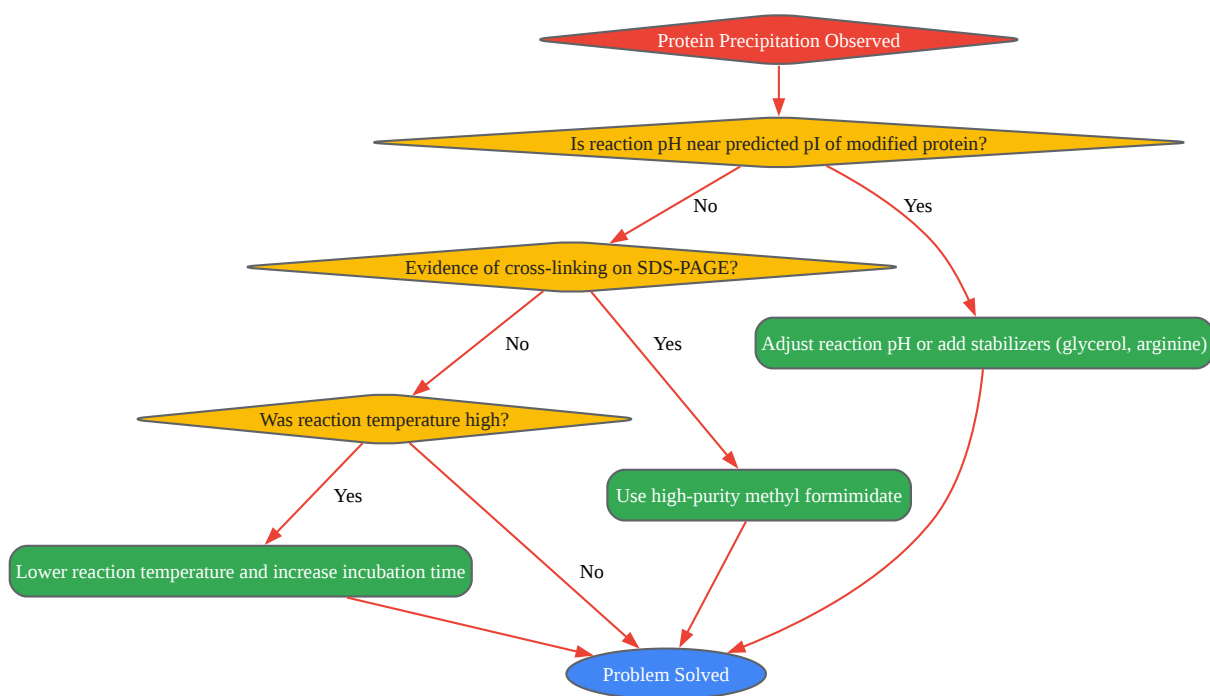 Protein Precipitation Observed
Is reaction pH near predicted pI of modified protein?
No
Yes
Evidence of cross-linking on SDS-PAGE?
No
Yes
Adjust reaction pH or add stabilizers (glycerol, arginine)
Was reaction temperature high?
Yes
Use high-purity methyl formimidate
Lower reaction temperature and increase incubation time
No
Problem Solved